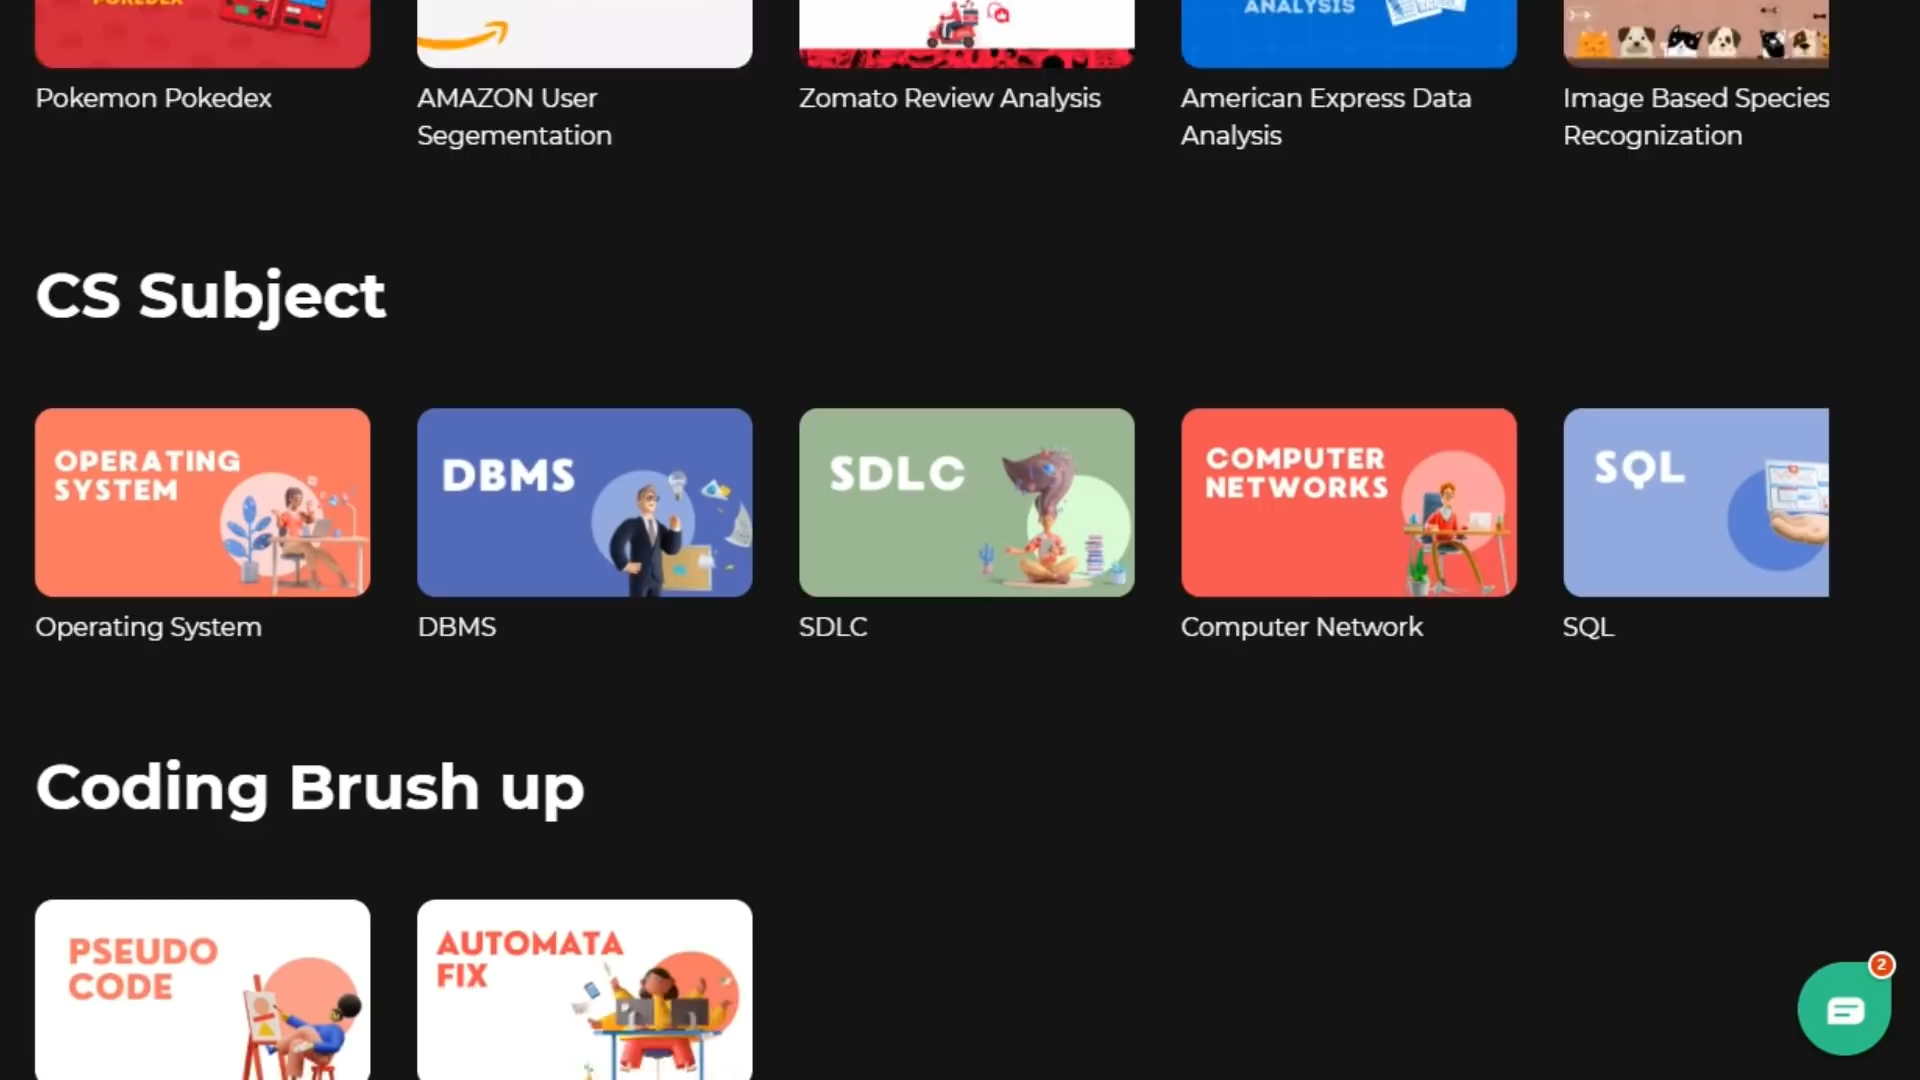 POKEDEX
ANALYSIS
Pokemon Pokedex
AMAZON User
Segementation
Zomato Review Analysis
American Express Data
Analysis
Image Based Species
Recognization
CS Subject
OPERATING
SYSTEM
DBMS
SDLC
COMPUTER
NETWORKS
SQL
Operating System
DBMS
SDLC
Computer Network
SQL
Coding Brush up
PSEUDO
CODE
AUTOMATA
FIX
2